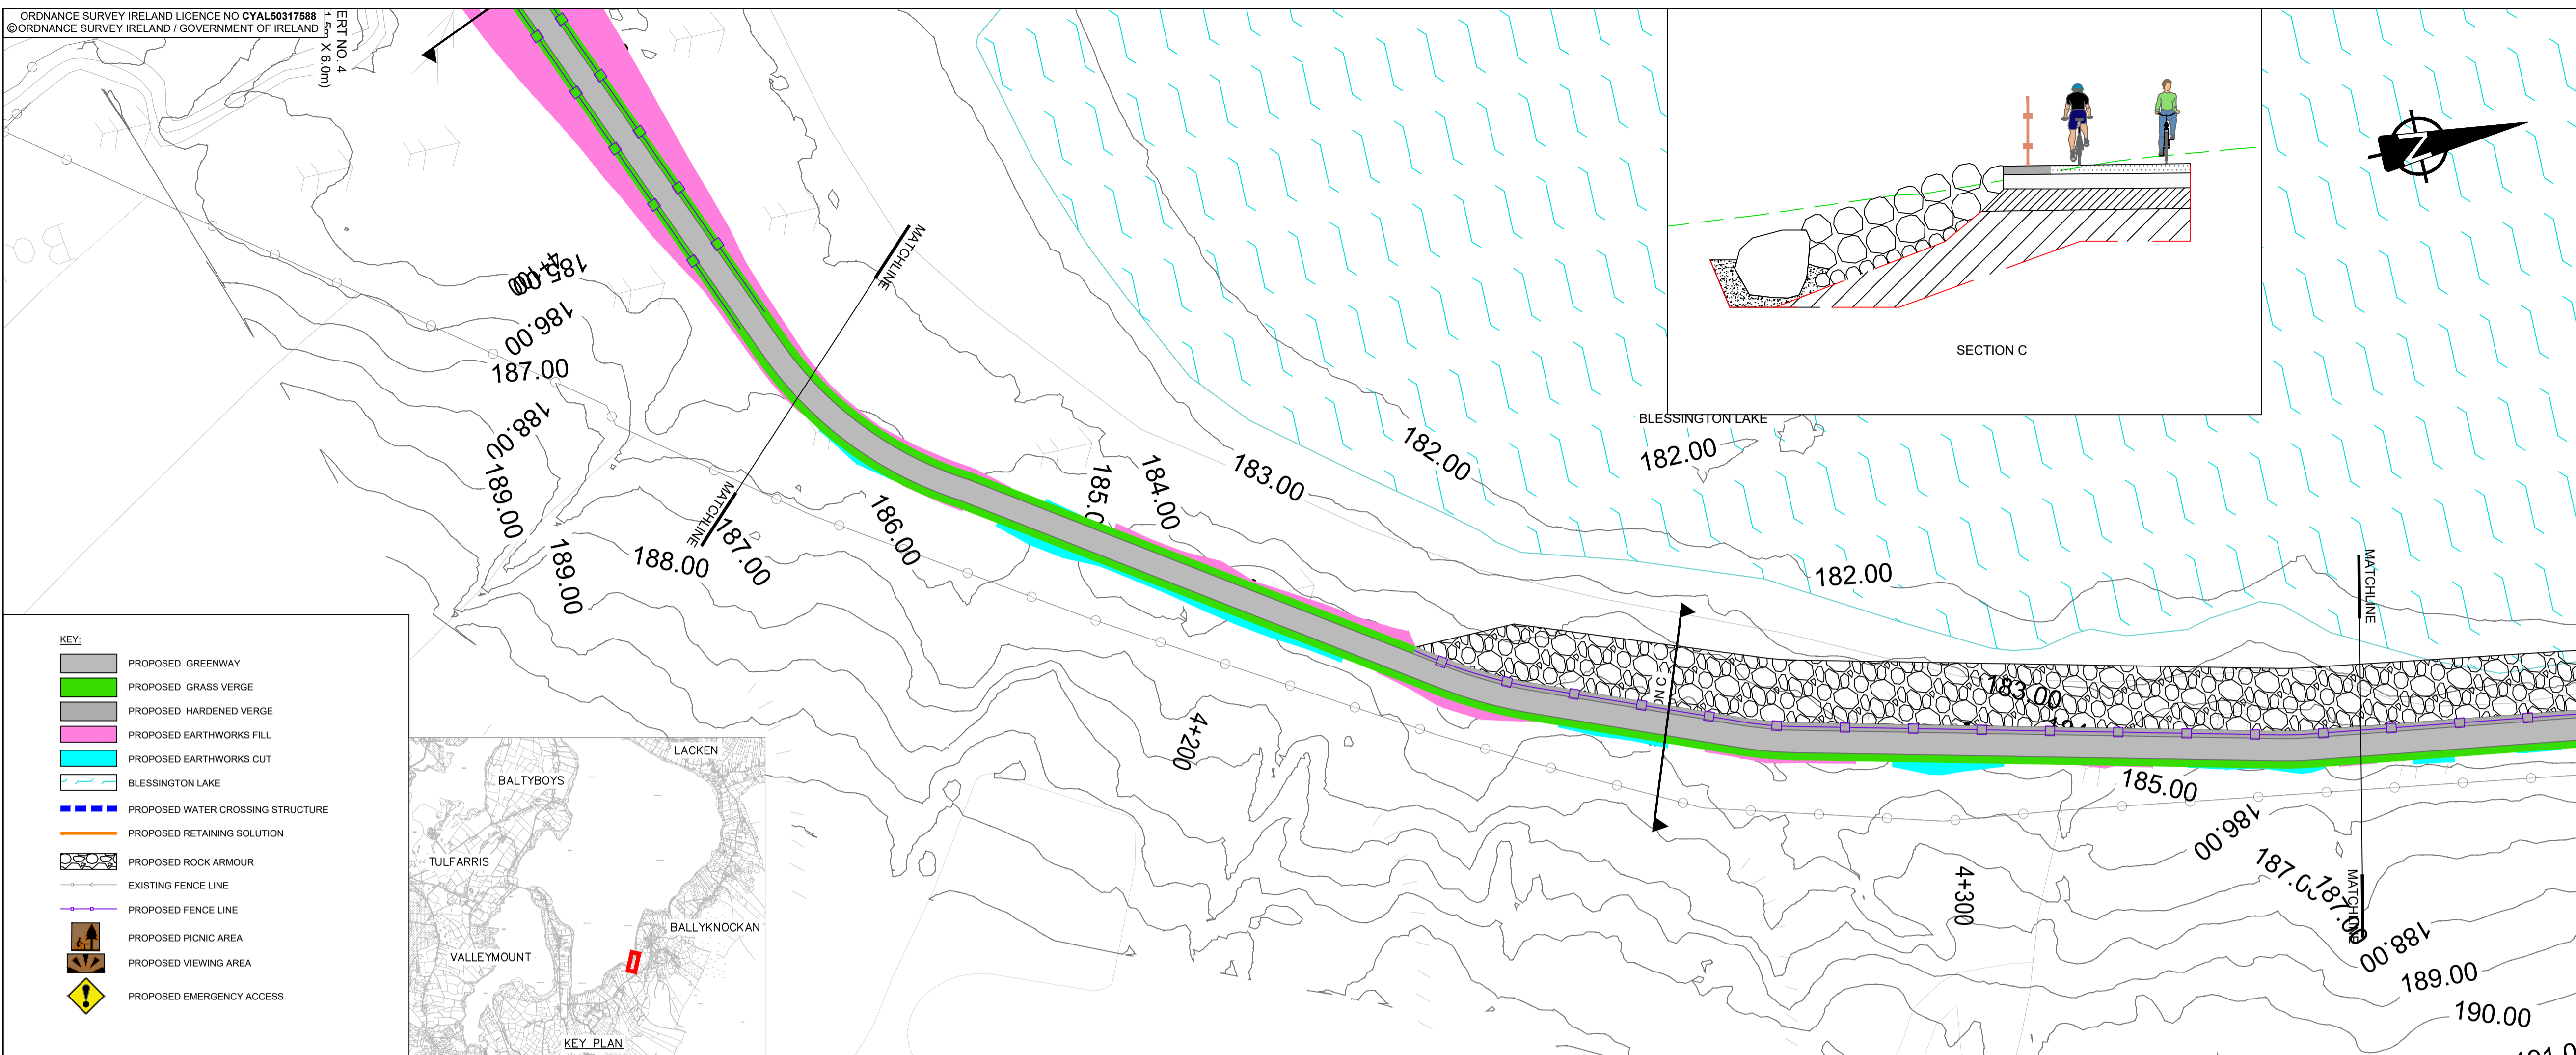 ORDNANCE SURVEY IRELAND LICENCE NO CYAL50317588
©ORDNANCE SURVEY IRELAND / GOVERNMENT OF IRELAND
ERT NO. 4
X 6.0m)
MATCHLINE
MATCHLINE
4+100
185.00
186.00
187.00
188.00
189.00
189.00
188.00
187.00
186.00
185.0
184.00
183.00
182.00
BLESSINGTON LAKE
182.00
182.00
SECTION C
N
ON C
183.00
4+200
4+300
185.00
186.00
187.0
187.00
188.00
189.00
190.00
MATCHLINE
MATCHLINE
KEY:
PROPOSED GREENWAY
PROPOSED GRASS VERGE
PROPOSED HARDENED VERGE
PROPOSED EARTHWORKS FILL
PROPOSED EARTHWORKS CUT
BLESSINGTON LAKE
PROPOSED WATER CROSSING STRUCTURE
PROPOSED RETAINING SOLUTION
PROPOSED ROCK ARMOUR
EXISTING FENCE LINE
PROPOSED FENCE LINE
PROPOSED PICNIC AREA
PROPOSED VIEWING AREA
PROPOSED EMERGENCY ACCESS
LACKEN
BALTYBOYS
TULFARRIS
BALLYKNOCKAN
VALLEYMOUNT
KEY PLAN